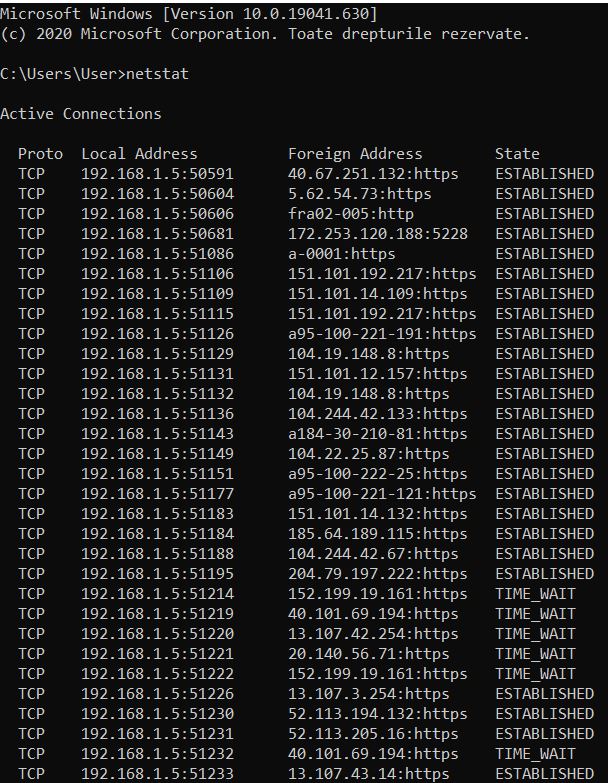 Microsoft Windows [Version 10.0.19041.630]
(c) 2020 Microsoft Corporation. Toate drepturile rezervate.
C:\Users\User>netstat
Active Connections
Proto  Local Address          Foreign Address        State
TCP    192.168.1.5:50591      40.67.251.132:https    ESTABLISHED
TCP    192.168.1.5:50604      5.62.54.73:https       ESTABLISHED
TCP    192.168.1.5:50606      fra02-005:http         ESTABLISHED
TCP    192.168.1.5:50681      172.253.120.188:5228   ESTABLISHED
TCP    192.168.1.5:51086      a-0001:https           ESTABLISHED
TCP    192.168.1.5:51106      151.101.192.217:https  ESTABLISHED
TCP    192.168.1.5:51109      151.101.14.109:https   ESTABLISHED
TCP    192.168.1.5:51115      151.101.192.217:https  ESTABLISHED
TCP    192.168.1.5:51126      a95-100-221-191:https  ESTABLISHED
TCP    192.168.1.5:51129      104.19.148.8:https     ESTABLISHED
TCP    192.168.1.5:51131      151.101.12.157:https   ESTABLISHED
TCP    192.168.1.5:51132      104.19.148.8:https     ESTABLISHED
TCP    192.168.1.5:51136      104.244.42.133:https   ESTABLISHED
TCP    192.168.1.5:51143      a184-30-210-81:https   ESTABLISHED
TCP    192.168.1.5:51149      104.22.25.87:https     ESTABLISHED
TCP    192.168.1.5:51151      a95-100-222-25:https   ESTABLISHED
TCP    192.168.1.5:51177      a95-100-221-121:https  ESTABLISHED
TCP    192.168.1.5:51183      151.101.14.132:https   ESTABLISHED
TCP    192.168.1.5:51184      185.64.189.115:https   ESTABLISHED
TCP    192.168.1.5:51188      104.244.42.67:https    ESTABLISHED
TCP    192.168.1.5:51195      204.79.197.222:https   ESTABLISHED
TCP    192.168.1.5:51214      152.199.19.161:https   TIME_WAIT
TCP    192.168.1.5:51219      40.101.69.194:https    TIME_WAIT
TCP    192.168.1.5:51220      13.107.42.254:https    TIME_WAIT
TCP    192.168.1.5:51221      20.140.56.71:https     TIME_WAIT
TCP    192.168.1.5:51222      152.199.19.161:https   TIME_WAIT
TCP    192.168.1.5:51226      13.107.3.254:https     ESTABLISHED
TCP    192.168.1.5:51230      52.113.194.132:https   ESTABLISHED
TCP    192.168.1.5:51231      52.113.205.16:https    ESTABLISHED
TCP    192.168.1.5:51232      40.101.69.194:https    TIME_WAIT
TCP    192.168.1.5:51233      13.107.43.14:https     ESTABLISHED